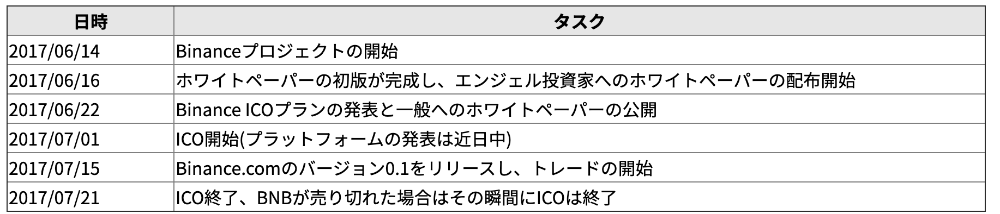 日時 タスク
2017/06/14 Binanceプロジェクトの開始
2017/06/16 ホワイトペーパーの初版が完成し、エンジェル投資家へのホワイトペーパーの配布開始
2017/06/22 Binance ICOプランの発表と一般へのホワイトペーパーの公開
2017/07/01 ICO開始(プラットフォームの発表は近日中)
2017/07/15 Binance.comのバージョン0.1をリリースし、トレードの開始
2017/07/21 ICO終了、BNBが売り切れた場合はその瞬間にICOは終了